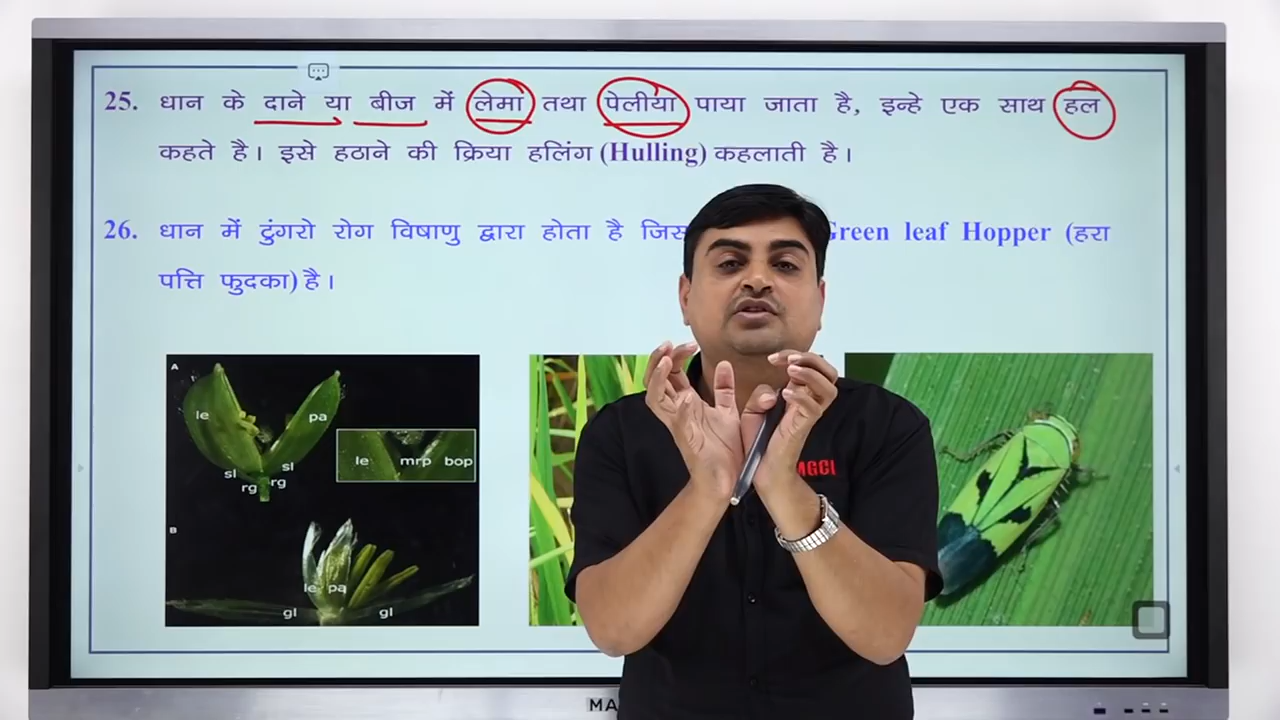 25. धान के दाने या बीज में लेमा तथा पेलीया पाया जाता है, इन्हे एक साथ हल
कहते है। इसे हठाने की क्रिया हलिंग (Hulling) कहलाती है।
26. धान में टुंगरो रोग विषाणु द्वारा होता है जिस Green leaf Hopper (हरा
पत्ति फुदका) है।
A
le pa
sl sl
rg rg
le mrp bop
B
le pa
gl gl
MGCI
MA